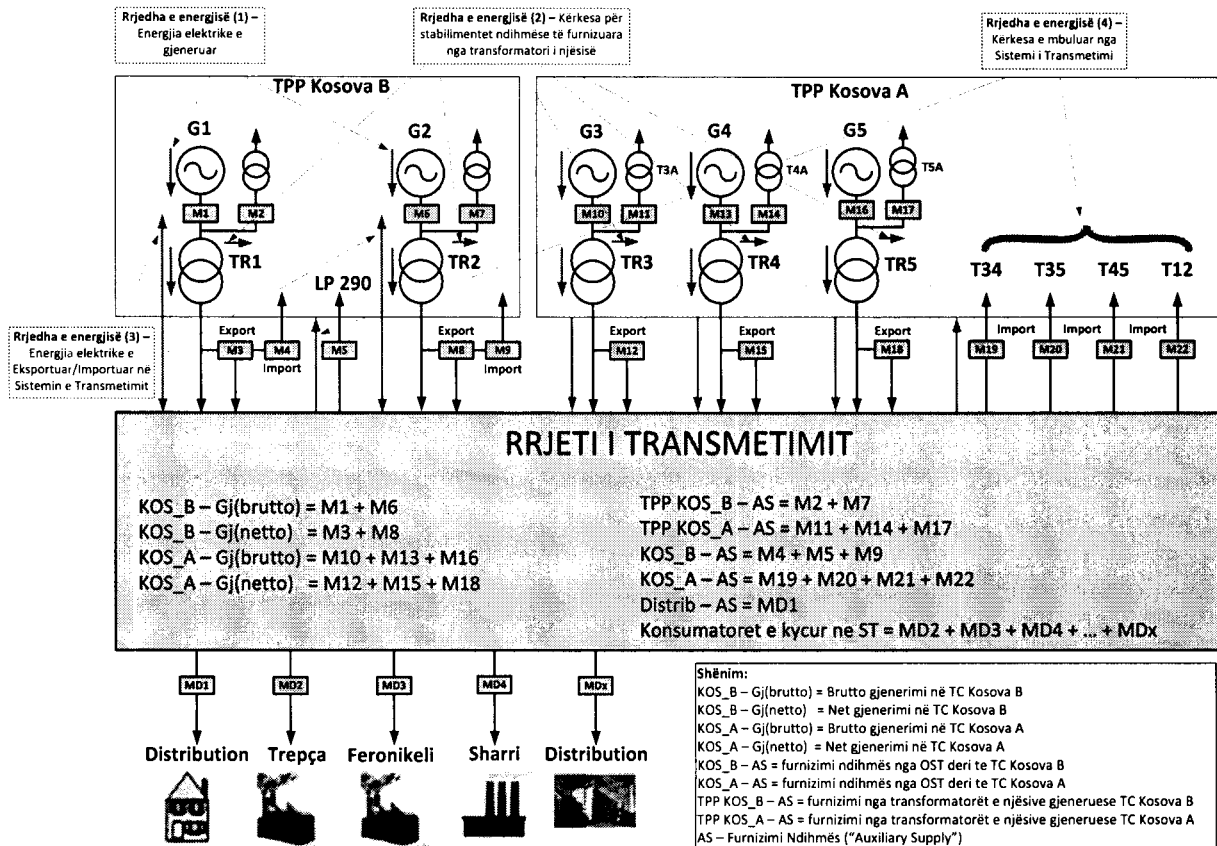 Rrjedha e energjisë (1) –
Energjia elektrike e
gjeneruar
Rrjedha e energjisë (2) – Kërkesa për
stabilimentet ndihmëse të furnizuara
nga transformatori i njësisë
Rrjedha e energjisë (4) –
Kërkesa e mbuluar nga
Sistemi i Transmetimi
TPP Kosova B
TPP Kosova A
G1
G2
G3
G4
G5
T3A
T4A
T5A
M1
M2
M6
M7
M10
M11
M13
M14
M16
M17
TR1
TR2
TR3
TR4
TR5
LP 290
T34
T35
T45
T12
Rrjedha e energjisë (3) –
Energjia elektrike e
Eksportuar/Importuar në
Sistemin e Transmetimit
Export
M3
M4
Import
M5
Export
M8
M9
Import
Export
M12
Export
M15
Export
M18
Import
Import
Import
M19
M20
M21
M22
RRJETI I TRANSMETIMIT
KOS_B – Gj(brutto) = M1 + M6
KOS_B – Gj(netto) = M3 + M8
KOS_A – Gj(brutto) = M10 + M13 + M16
KOS_A – Gj(netto) = M12 + M15 + M18
TPP KOS_B – AS = M2 + M7
TPP KOS_A – AS = M11 + M14 + M17
KOS_B – AS = M4 + M5 + M9
KOS_A – AS = M19 + M20 + M21 + M22
Distrib – AS = MD1
Konsumatoret e kycur ne ST = MD2 + MD3 + MD4 + ... + MDx
MD1
MD2
MD3
MD4
MDx
Distribution
Trepça
Feronikeli
Sharri
Distribution
Shënim:
KOS_B – Gj(brutto) = Brutto gjenerimi në TC Kosova B
KOS_B – Gj(netto) = Net gjenerimi në TC Kosova B
KOS_A – Gj(brutto) = Brutto gjenerimi në TC Kosova A
KOS_A – Gj(netto) = Net gjenerimi në TC Kosova A
KOS_B – AS = furnizimi ndihmës nga OST deri te TC Kosova B
KOS_A – AS = furnizimi ndihmës nga OST deri te TC Kosova A
TPP KOS_B – AS = furnizimi nga transformatorët e njësive gjeneruese TC Kosova B
TPP KOS_A – AS = furnizimi nga transformatorët e njësive gjeneruese TC Kosova A
AS – Furnizimi Ndihmës ("Auxiliary Supply")